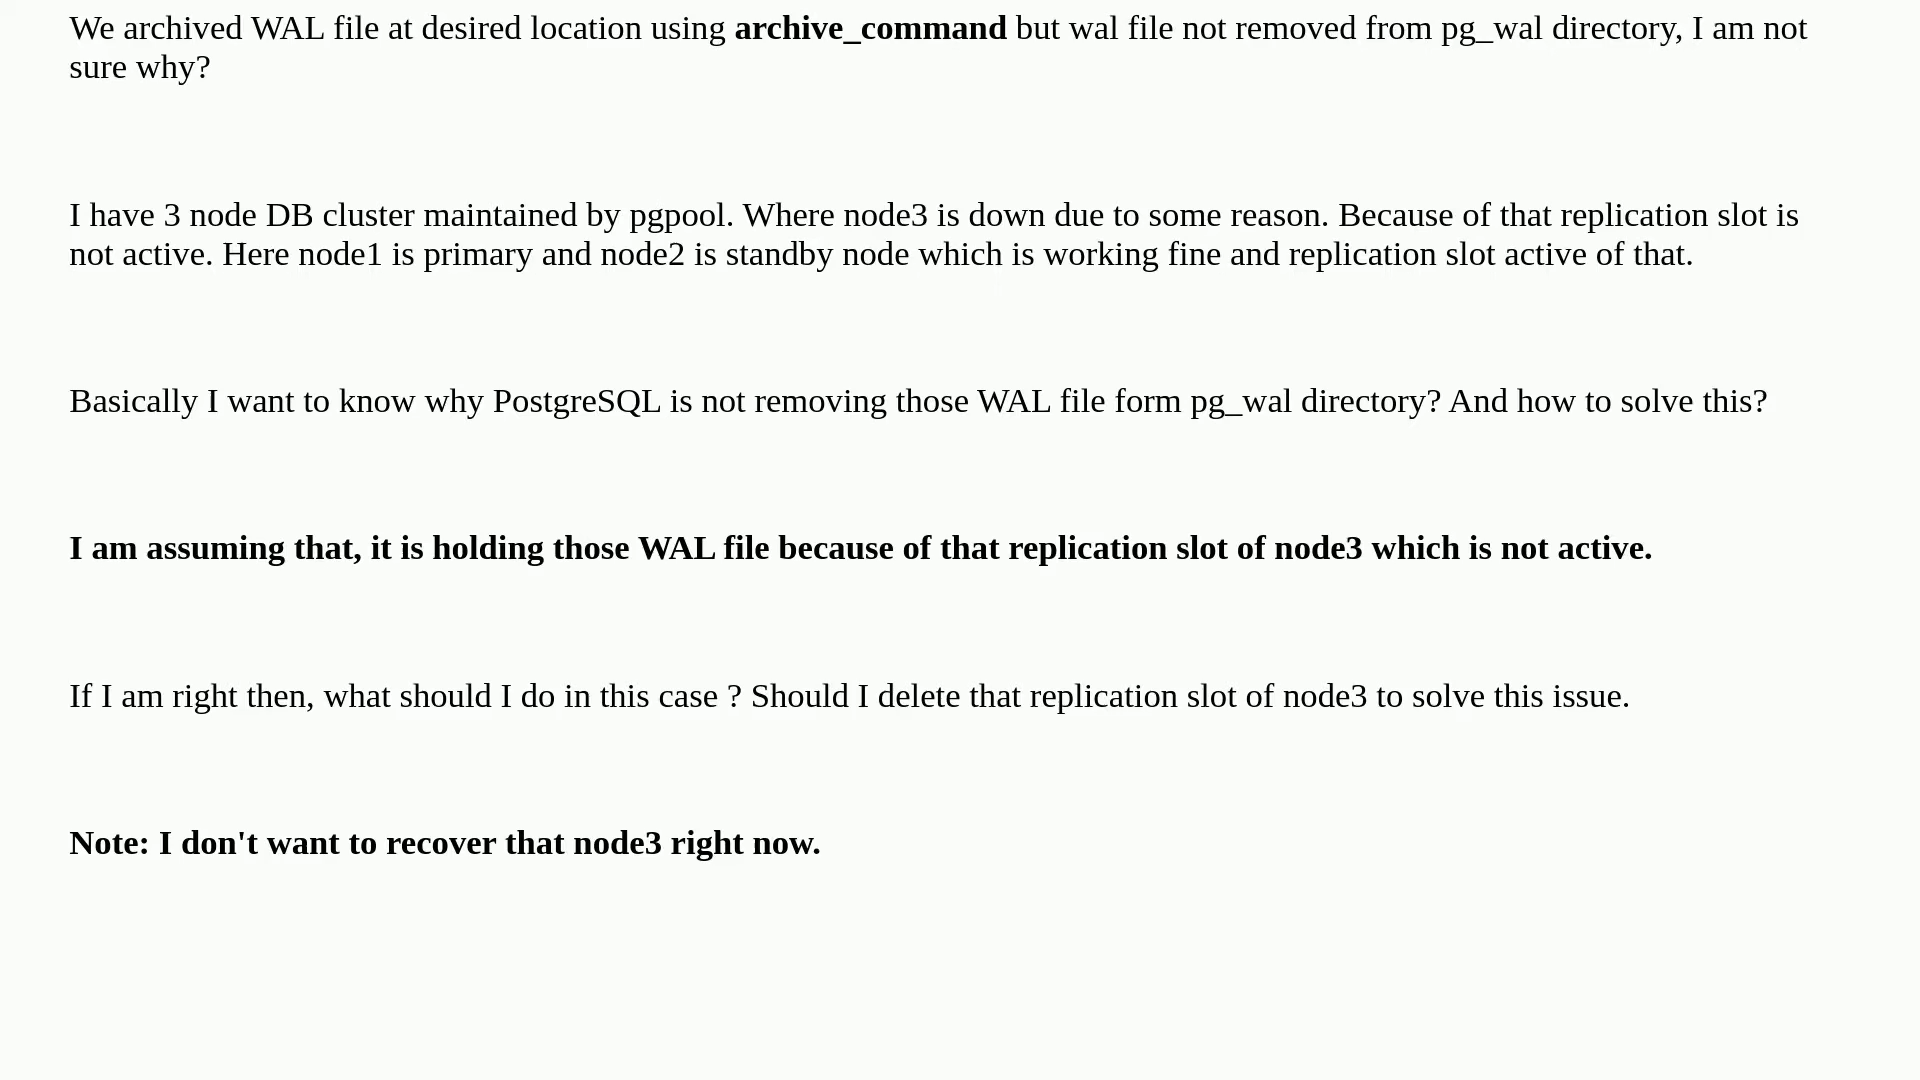 We archived WAL file at desired location using archive_command but wal file not removed from pg_wal directory, I am not
sure why?
I have 3 node DB cluster maintained by pgpool. Where node3 is down due to some reason. Because of that replication slot is
not active. Here node1 is primary and node2 is standby node which is working fine and replication slot active of that.
Basically I want to know why PostgreSQL is not removing those WAL file form pg_wal directory? And how to solve this?
I am assuming that, it is holding those WAL file because of that replication slot of node3 which is not active.
If I am right then, what should I do in this case ? Should I delete that replication slot of node3 to solve this issue.
Note: I don't want to recover that node3 right now.